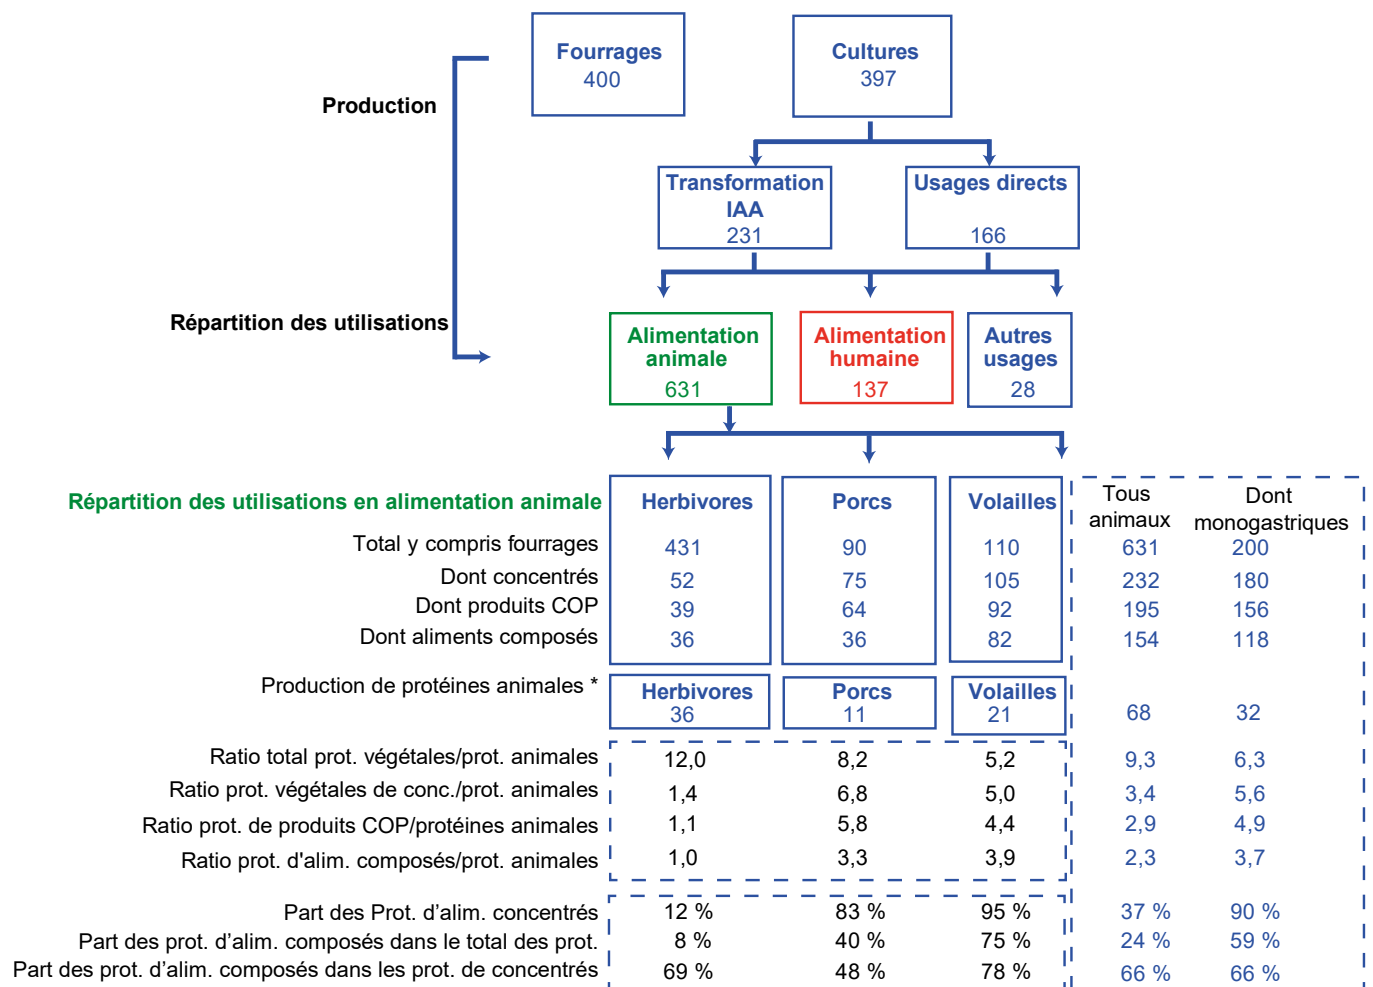 Fourrages
400
Cultures
397
Production
Transformation
IAA
231
Usages directs
166
Répartition des utilisations
Alimentation
animale
631
Alimentation
humaine
137
Autres
usages
28
Répartition des utilisations en alimentation animale Herbivores Porcs Volailles Tous animaux Dont monogastriques
Total y compris fourrages 431 90 110 631 200
Dont concentrés 52 75 105 232 180
Dont produits COP 39 64 92 195 156
Dont aliments composés 36 36 82 154 118
Production de protéines animales * Herbivores Porcs Volailles
36 11 21 68 32
Ratio total prot. végétales/prot. animales 12,0 8,2 5,2 9,3 6,3
Ratio prot. végétales de conc./prot. animales 1,4 6,8 5,0 3,4 5,6
Ratio prot. de produits COP/protéines animales 1,1 5,8 4,4 2,9 4,9
Ratio prot. d'alim. composés/prot. animales 1,0 3,3 3,9 2,3 3,7
Part des Prot. d’alim. concentrés 12 % 83 % 95 % 37 % 90 %
Part des prot. d’alim. composés dans le total des prot. 8 % 40 % 75 % 24 % 59 %
Part des prot. d’alim. composés dans les prot. de concentrés 69 % 48 % 78 % 66 % 66 %